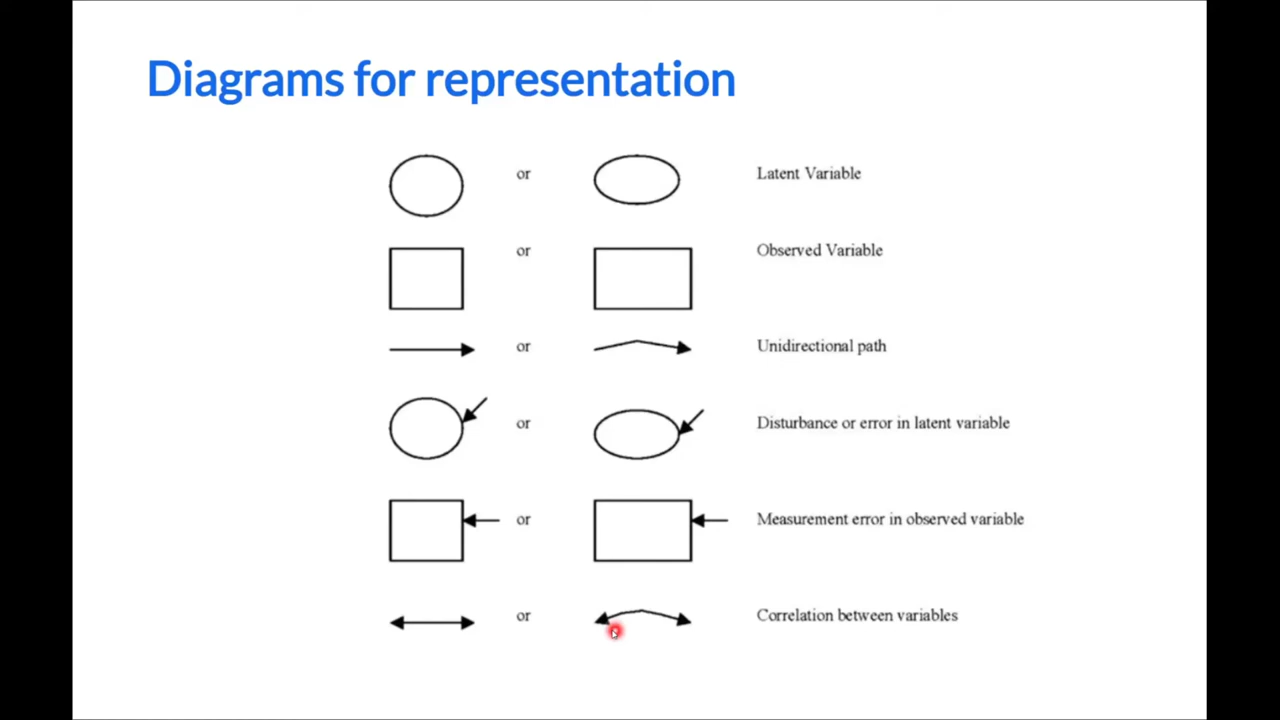 Diagrams for representation
or Latent Variable
or Observed Variable
or Unidirectional path
or Disturbance or error in latent variable
or Measurement error in observed variable
or Correlation between variables